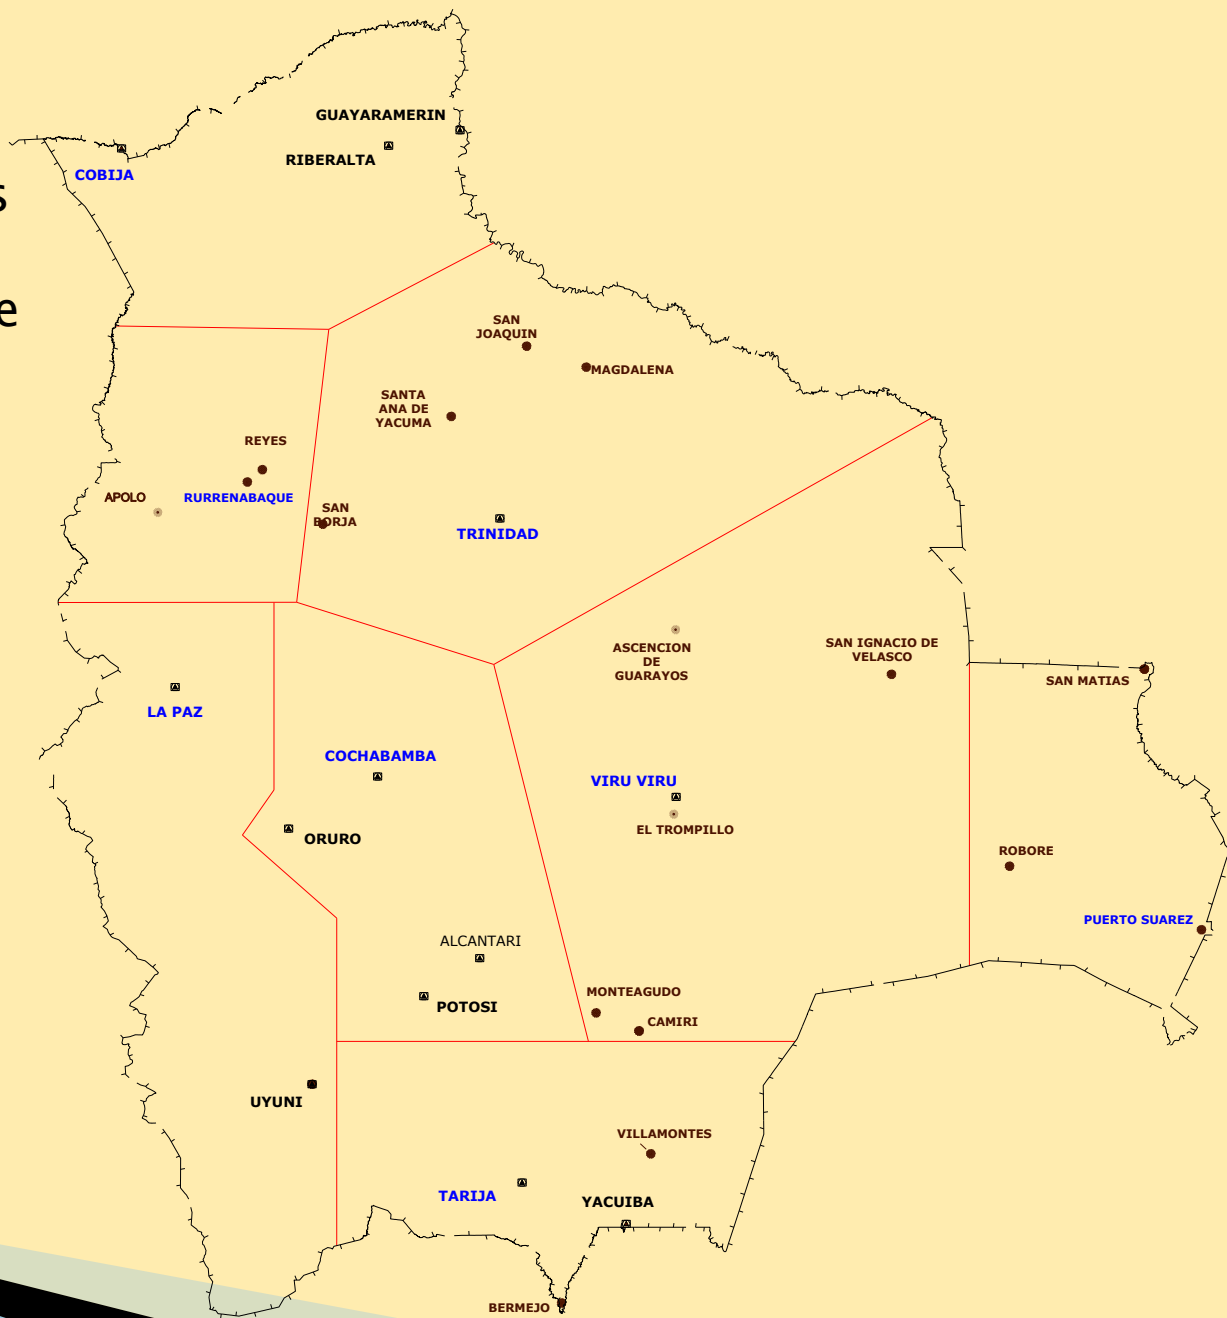 GUAYARAMERIN
RIBERALTA
COBIJA
s
e
SAN
JOAQUIN
MAGDALENA
SANTA
ANA DE
YACUMA
REYES
APOLO
RURRENABAQUE
SAN
BORJA
TRINIDAD
ASCENCION
DE
GUARAYOS
SAN IGNACIO DE
VELASCO
SAN MATIAS
LA PAZ
COCHABAMBA
VIRU VIRU
EL TROMPILLO
ORURO
ROBORE
PUERTO SUAREZ
ALCANTARI
POTOSI
MONTEAGUDO
CAMIRI
UYUNI
VILLAMONTES
TARIJA
YACUIBA
BERMEJO